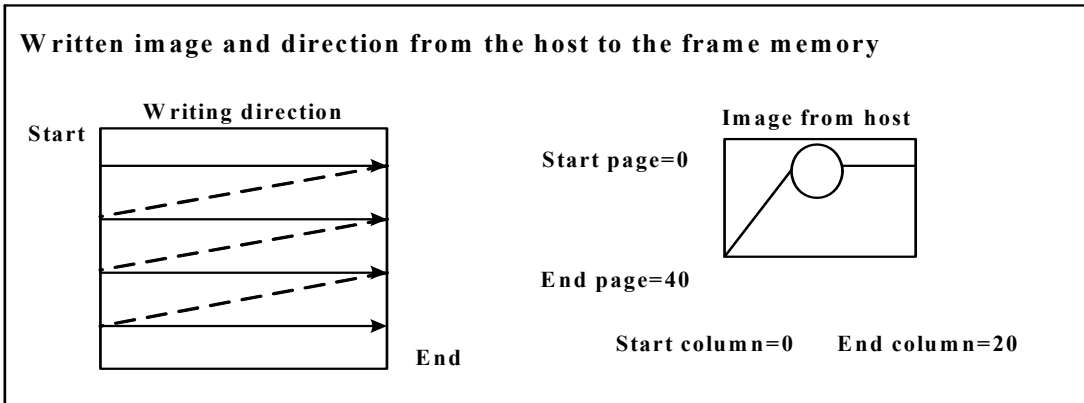 Written image and direction from the host to the frame memory
Writing direction
Start
End
Image from host
Start page=0
End page=40
Start column=0 End column=20